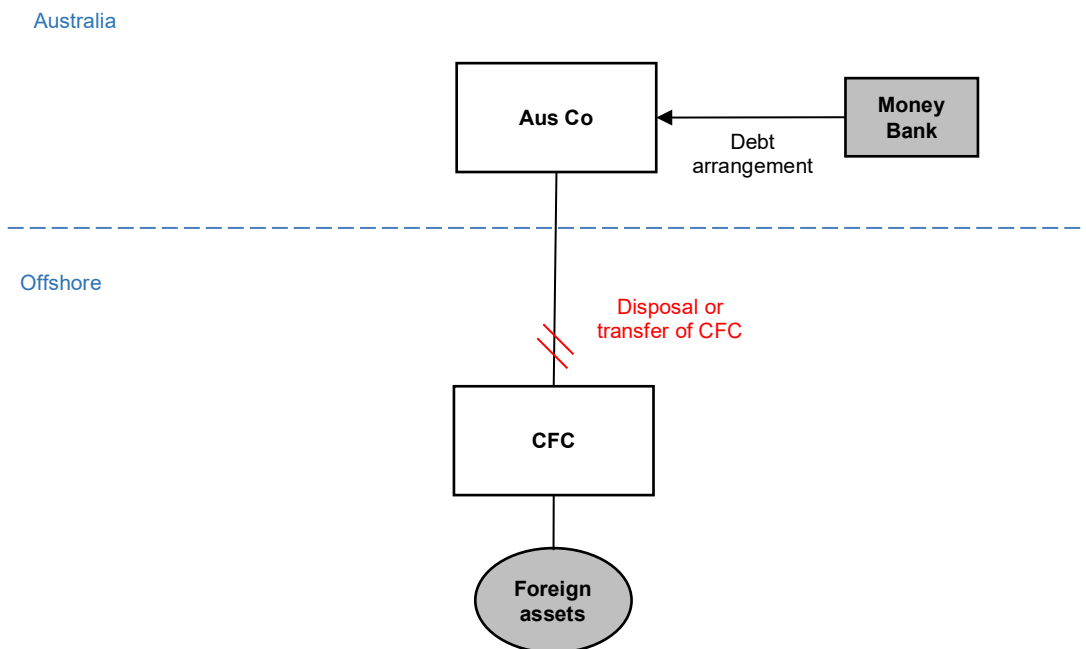 Australia
Aus Co
Money
Bank
Debt
arrangement
Offshore
Disposal or
transfer of CFC
CFC
Foreign
assets